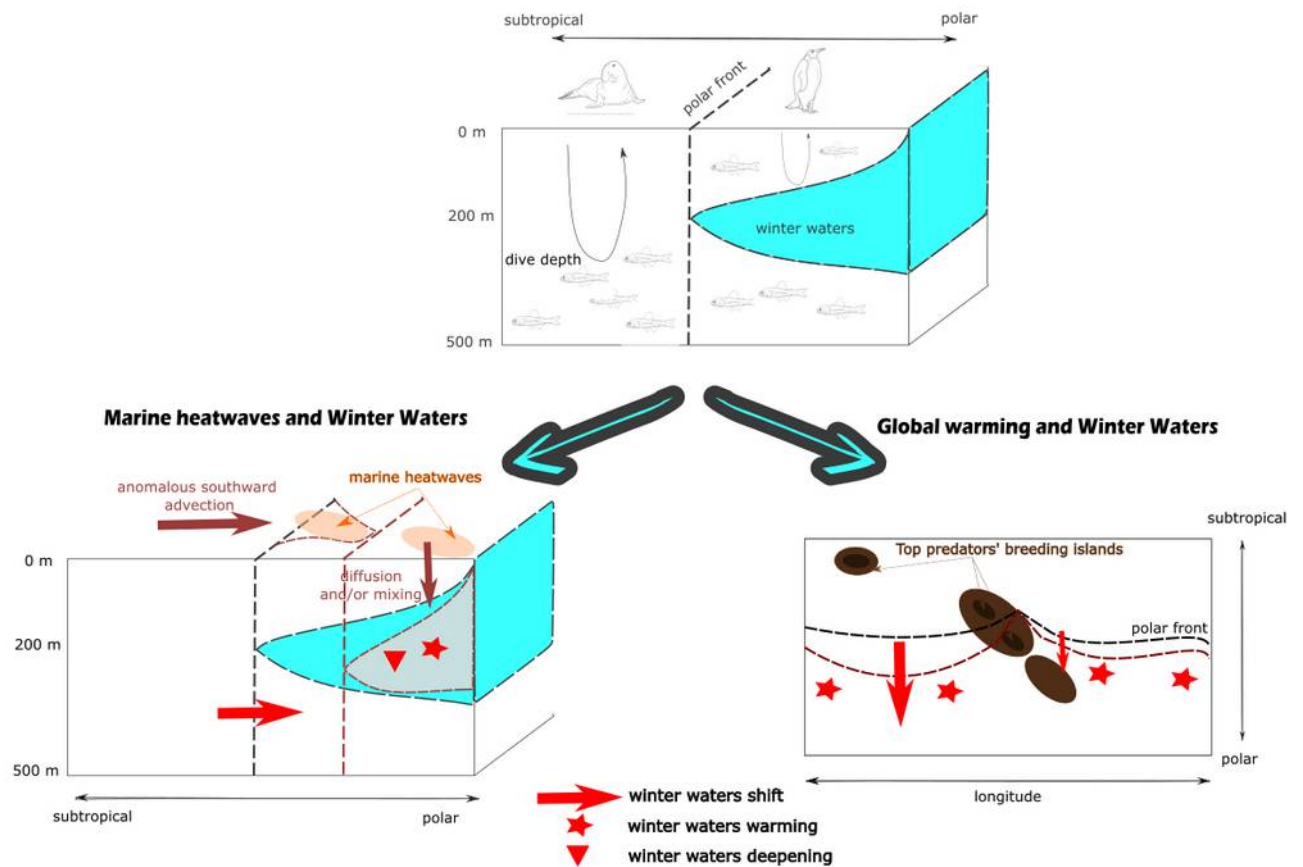 subtropical
polar
polar front
0 m
200 m
winter waters
dive depth
500 m
Marine heatwaves and Winter Waters
Global warming and Winter Waters
anomalous southward
advection
marine heatwaves
0 m
diffusion
and/or mixing
200 m
500 m
subtropical
polar
subtropical
Top predators' breeding islands
polar front
polar
longitude
winter waters shift
winter waters warming
winter waters deepening